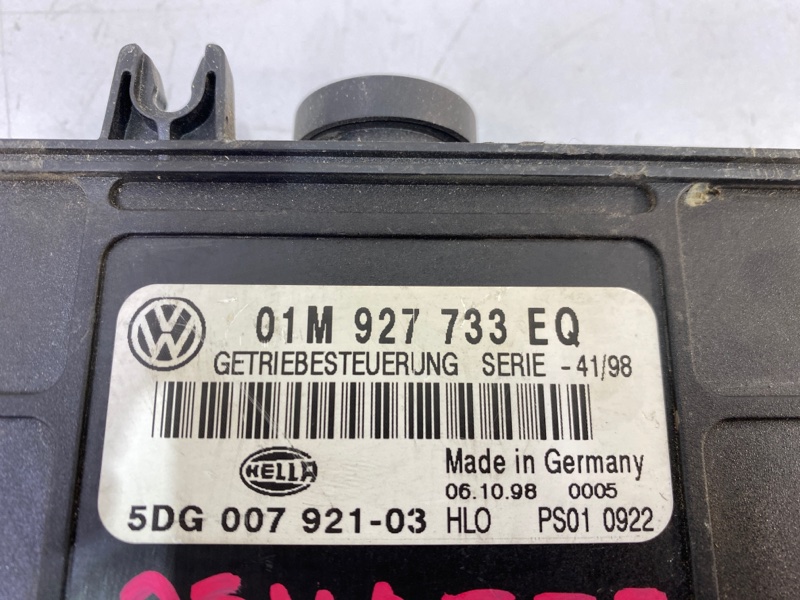 01M 927 733 EQ
GETRIEBESTEUERUNG SERIE - 41/98
HELLA
Made in Germany
06.10.98 0005
5DG 007 921-03 HLO PS01 0922